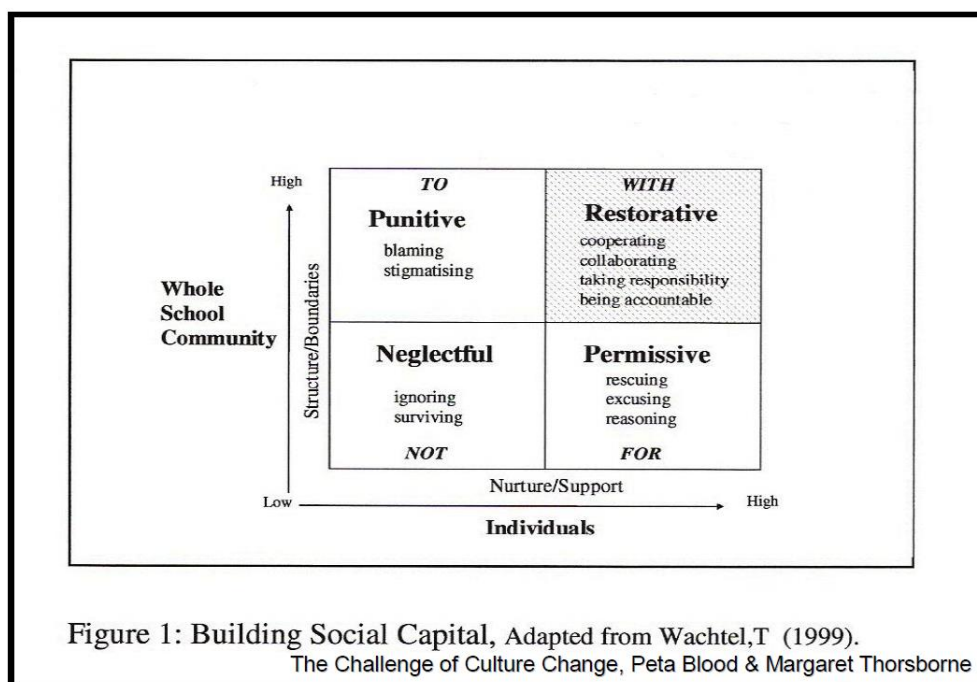 High
TO
WITH
Punitive
Restorative
blaming
stigmatising
cooperating
collaborating
taking responsibility
being accountable
Whole
School
Community
Structure/Boundaries
Neglectful
Permissive
ignoring
surviving
rescuing
excusing
reasoning
NOT
FOR
Nurture/Support
Low
High
Individuals
Figure 1: Building Social Capital, Adapted from Wachtel,T (1999).
The Challenge of Culture Change, Peta Blood & Margaret Thorsborne